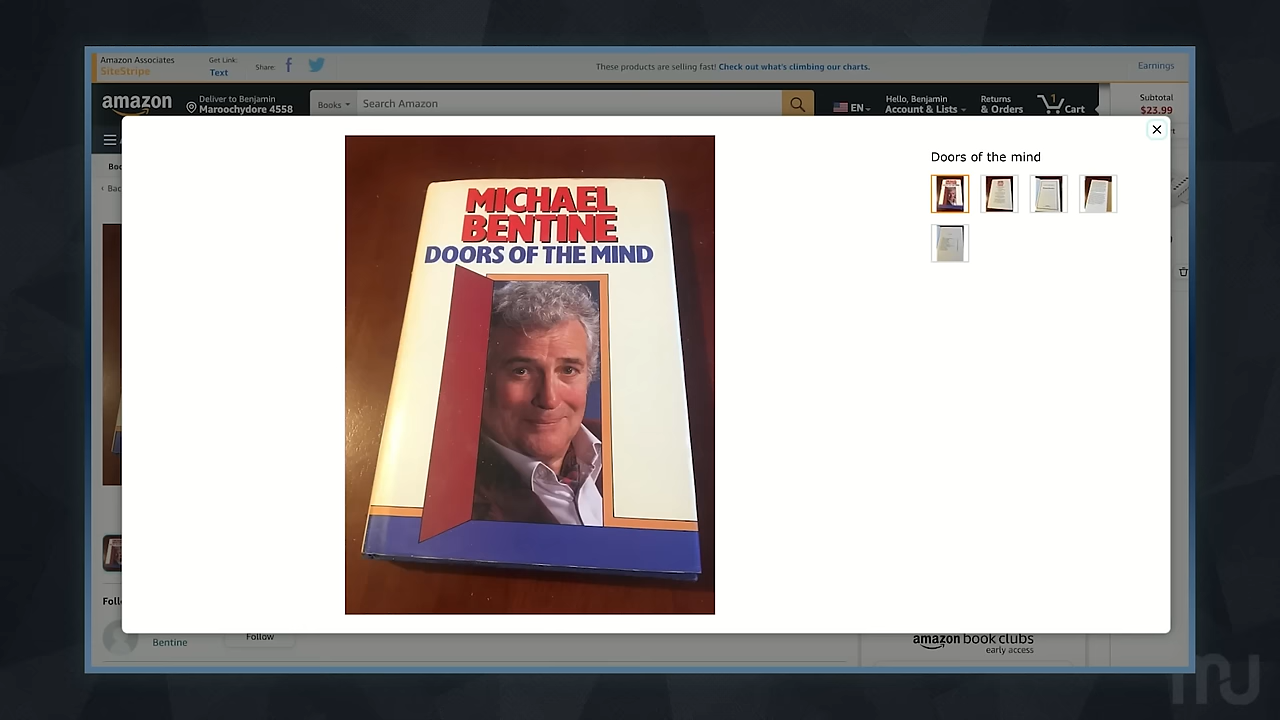 Amazon Associates
SiteStripe
Get Link:
Text
Share:
These products are selling fast! Check out what's climbing our charts.
Earnings
amazon
Deliver to Benjamin
Maroochydore 4558
Books
Search Amazon
EN
Hello, Benjamin
Account & Lists
Returns
& Orders
1
Cart
Subtotal
$23.99
Doors of the mind
MICHAEL
BENTINE
DOORS OF THE MIND
Bentine
Follow
amazon book clubs
early access